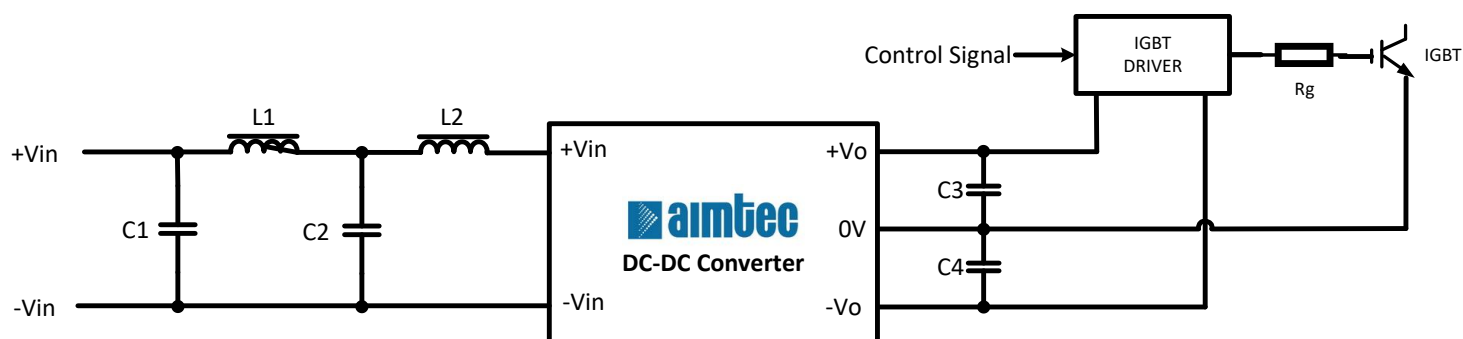 Control Signal
IGBT
DRIVER
Rg
IGBT
L1
L2
+Vin
C1
C2
-Vin
+Vin
-Vin
aimtec
DC-DC Converter
+Vo
0V
-Vo
C3
C4